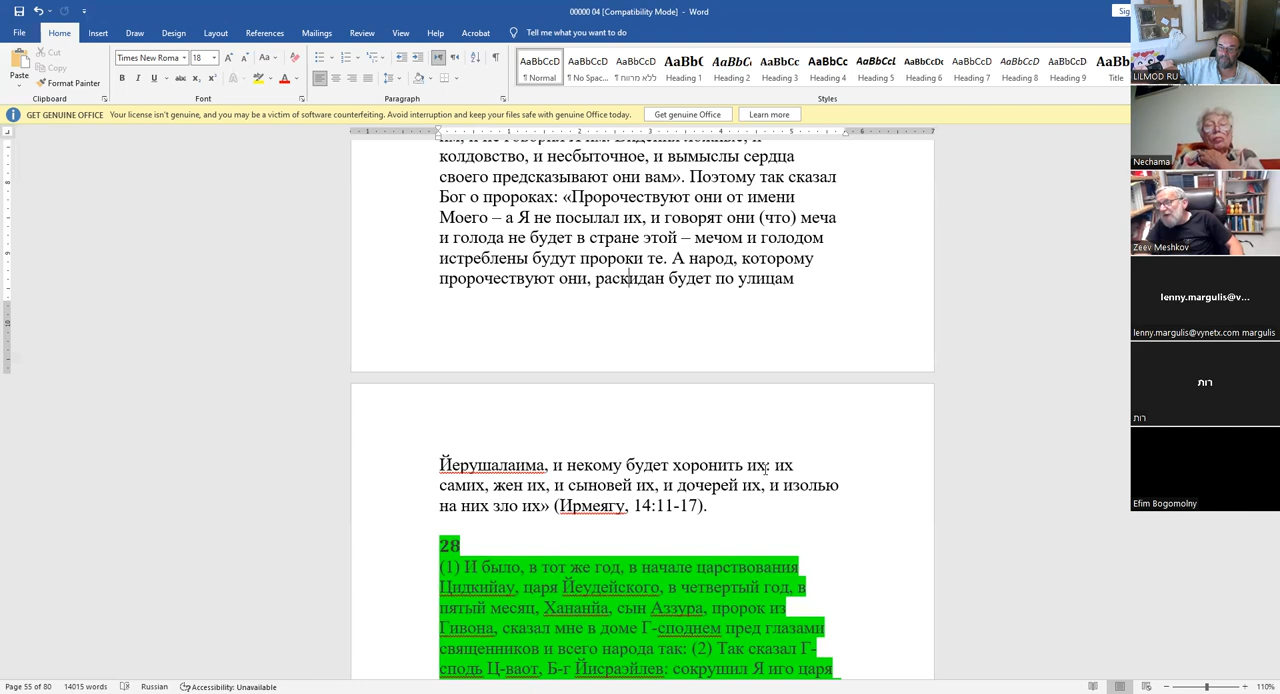 00000 04 [Compatibility Mode] - Word
Sig
File Home Insert Draw Design Layout References Mailings Review View Help Acrobat Tell me what you want to do
Paste
Cut
Copy
Format Painter
Clipboard
Times New Roma 18
Font
Paragraph
AaBbCcD AaBbCcD AaBbCcD AaBbC AaBbC AaBbCc AaBbCc AaBbCcL AaBbCcDc AaBbCcD AaBbCcD AaBbCcD AaB
¶ Normal ¶ No Spac... ללא מרווח ¶ Heading 1 Heading 2 Heading 3 Heading 4 Heading 5 Heading 6 Heading 7 Heading 8 Heading 9 Title
Styles
GET GENUINE OFFICE Your license isn't genuine, and you may be a victim of software counterfeiting. Avoid interruption and keep your files safe with genuine Office today. Get genuine Office Learn more
колдовство, и несбыточное, и вымыслы сердца
своего предсказывают они вам». Поэтому так сказал
Бог о пророках: «Пророчествуют они от имени
Моего – а Я не посылал их, и говорят они (что) меча
и голода не будет в стране этой – мечом и голодом
истреблены будут пророки те. А народ, которому
пророчествуют они, раскидан будет по улицам
Йерушалаима, и некому будет хоронить их: их
самих, жен их, и сыновей их, и дочерей их, и изолью
на них зло их» (Ирмеягу, 14:11-17).
28
(1) И было, в тот же год, в начале царствования
Цидкийау, царя Йеудейского, в четвертый год, в
пятый месяц, Хананйа, сын Аззура, пророк из
Гивона, сказал мне в доме Г-споднем пред глазами
священников и всего народа так: (2) Так сказал Г-
сподь Ц-ваот, Б-г Йисраэйлев: сокрушил Я иго царя
Page 55 of 80 14015 words Russian Accessibility: Unavailable 110%
LILMOD RU
Nechama
Zeev Meshkov
lenny.margulis@v...
lenny.margulis@vynetx.com margulis
רות
רות
Efim Bogomolny